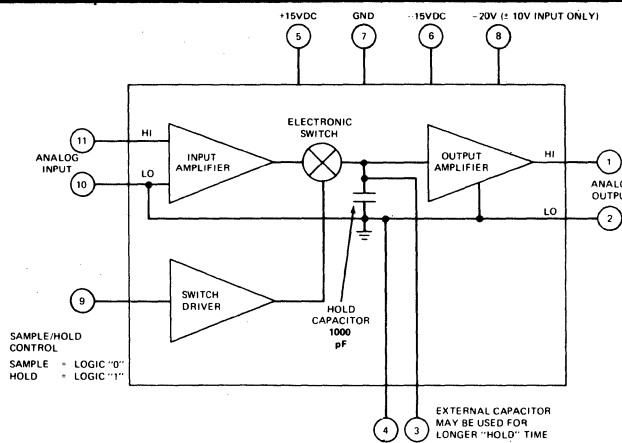 +15VDC
GND
-15VDC
-20V (± 10V INPUT ONLY)
5
7
6
8
ELECTRONIC
SWITCH
11
HI
ANALOG
INPUT
10
LO
INPUT
AMPLIFIER
OUTPUT
AMPLIFIER
HI
1
ANALO
OUTPU
LO
2
9
SWITCH
DRIVER
HOLD
CAPACITOR
1000
pF
SAMPLE/HOLD
CONTROL
SAMPLE = LOGIC "0"
HOLD = LOGIC "1"
4
3
EXTERNAL CAPACITOR
MAY BE USED FOR
LONGER "HOLD" TIME